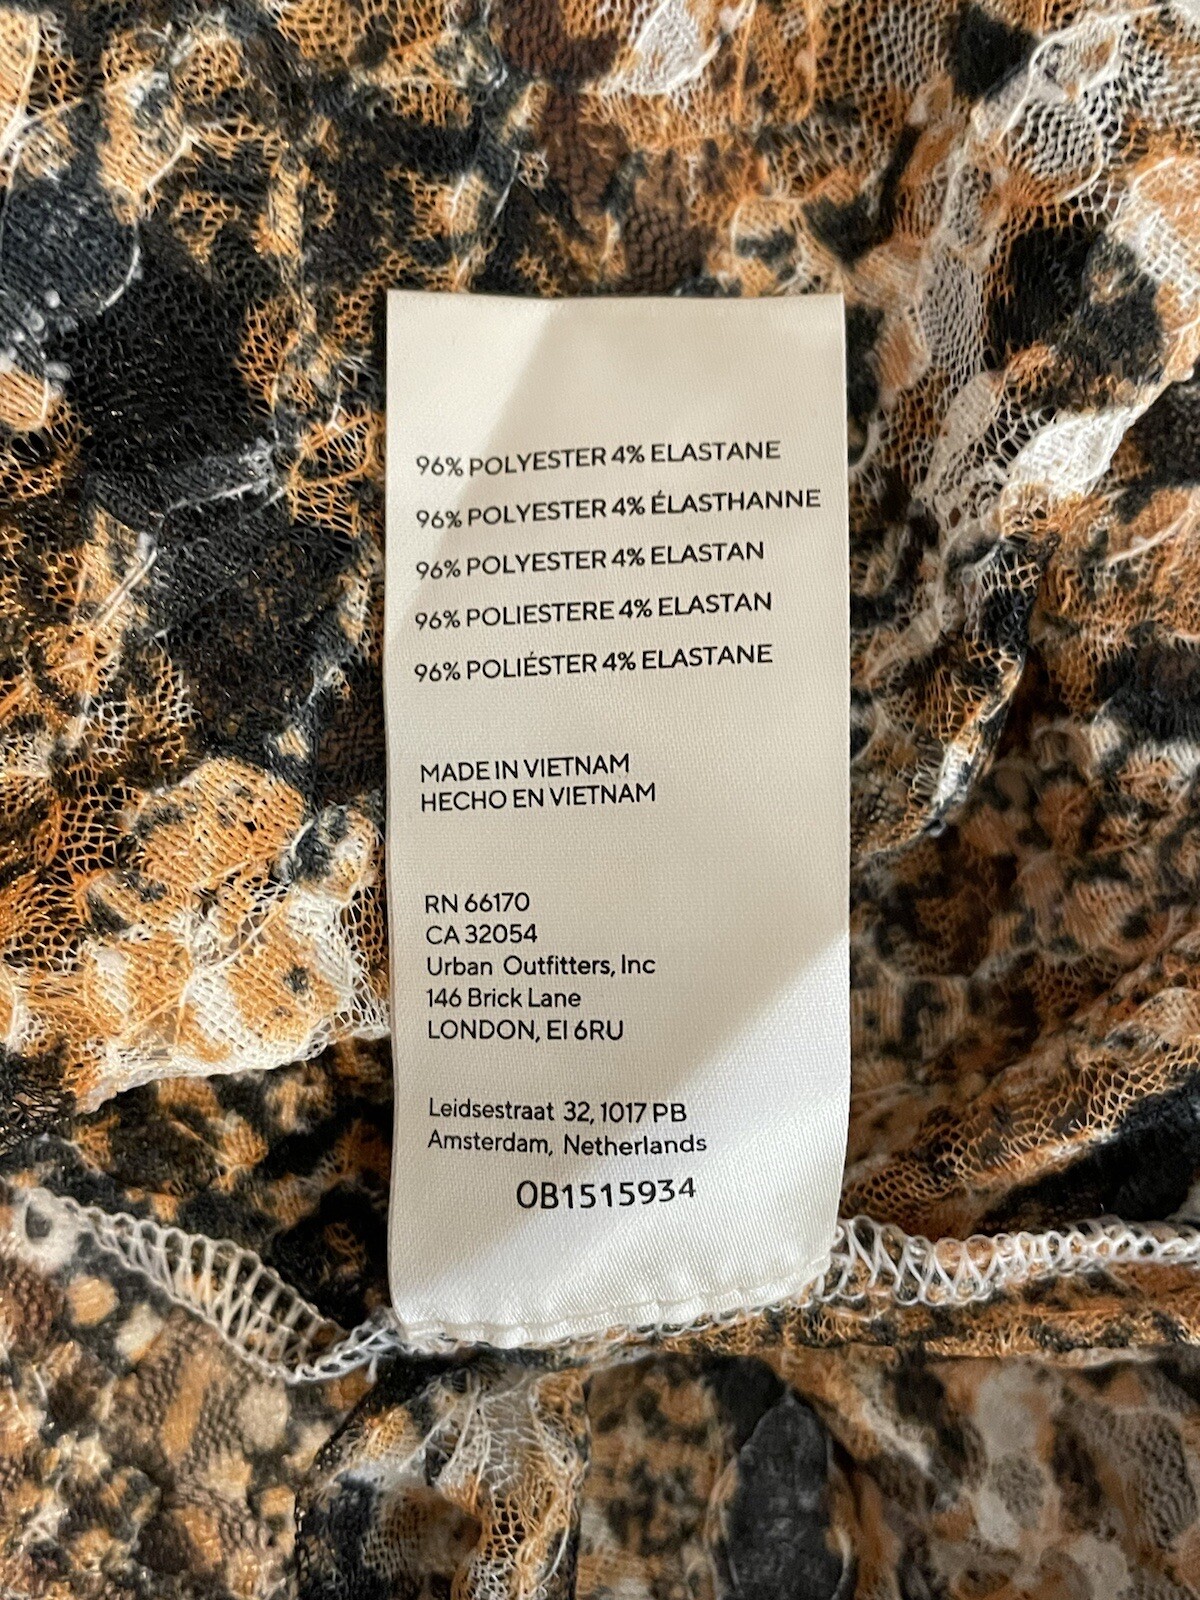 96% POLYESTER 4% ELASTANE
96% POLYESTER 4% ÉLASTHANNE
96% POLYESTER 4% ELASTAN
96% POLIESTERE 4% ELASTAN
96% POLIÉSTER 4% ELASTANE
MADE IN VIETNAM
HECHO EN VIETNAM
RN 66170
CA 32054
Urban Outfitters, Inc
146 Brick Lane
LONDON, EI 6RU
Leidsestraat 32, 1017 PB
Amsterdam, Netherlands
OB1515934